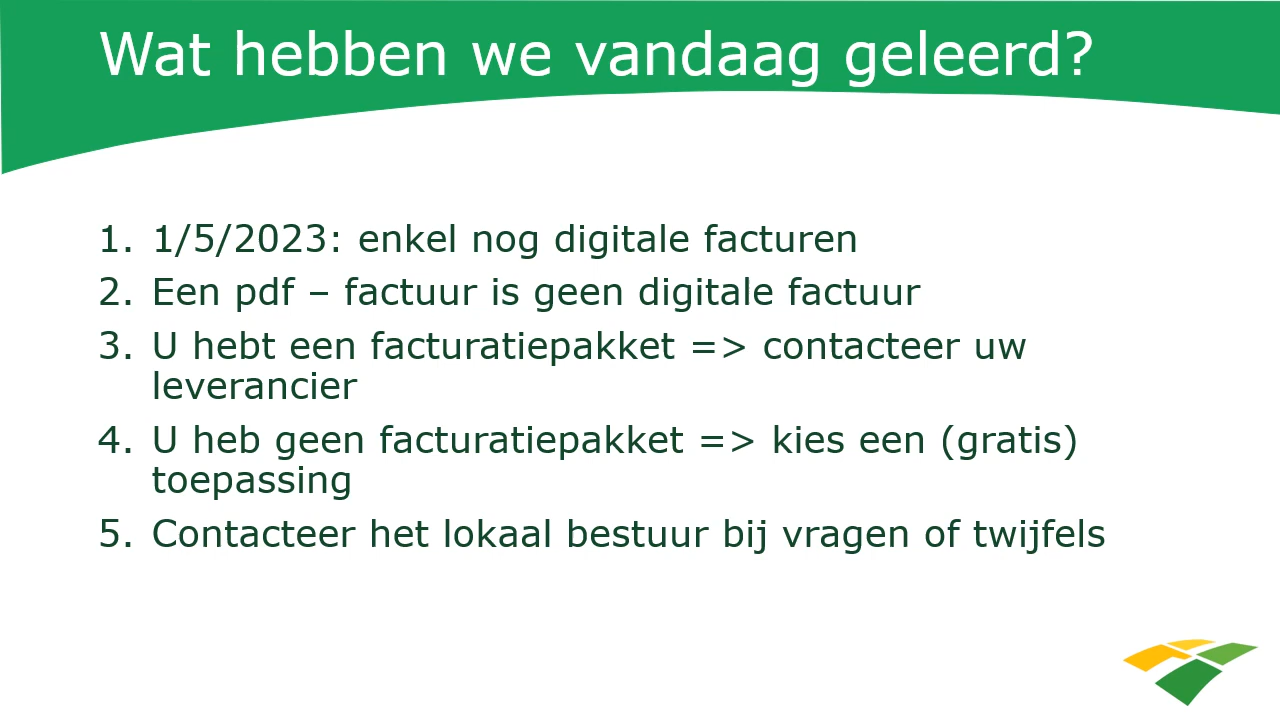 Wat hebben we vandaag geleerd?
1. 1/5/2023: enkel nog digitale facturen
2. Een pdf – factuur is geen digitale factuur
3. U hebt een facturatiepakket => contacteer uw
leverancier
4. U heb geen facturatiepakket => kies een (gratis)
toepassing
5. Contacteer het lokaal bestuur bij vragen of twijfels